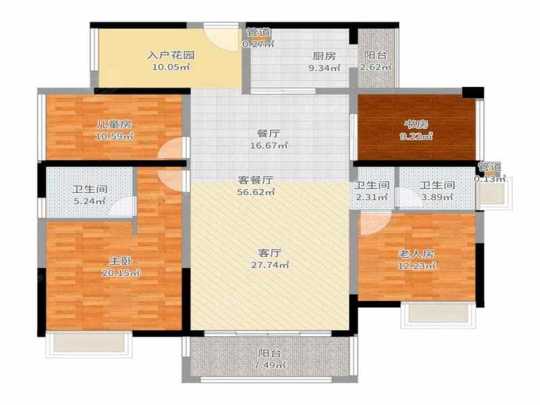 管道
0.27㎡
入户花园
10.05㎡
厨房
9.34㎡
阳台
2.62㎡
儿童房
10.59㎡
餐厅
16.67㎡
书房
9.22㎡
管道
0.13㎡
卫生间
5.24㎡
客餐厅
56.62㎡
卫生间
2.31㎡
卫生间
3.89㎡
主卧
20.15㎡
客厅
27.74㎡
老人房
12.23㎡
阳台
7.49㎡